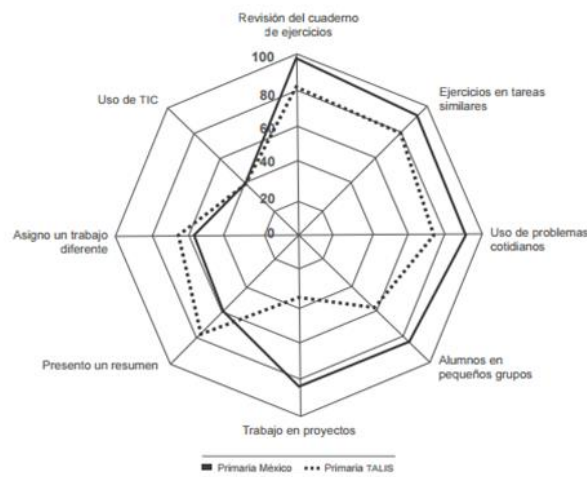 Revisión del cuaderno
de ejercicios
100
80
60
40
20
0
Ejercicios en tareas
similares
Uso de problemas
cotidianos
Alumnos en
pequeños grupos
Trabajo en proyectos
Presento un resumen
Asigno un trabajo
diferente
Uso de TIC
Primaria México
Primaria TALIS